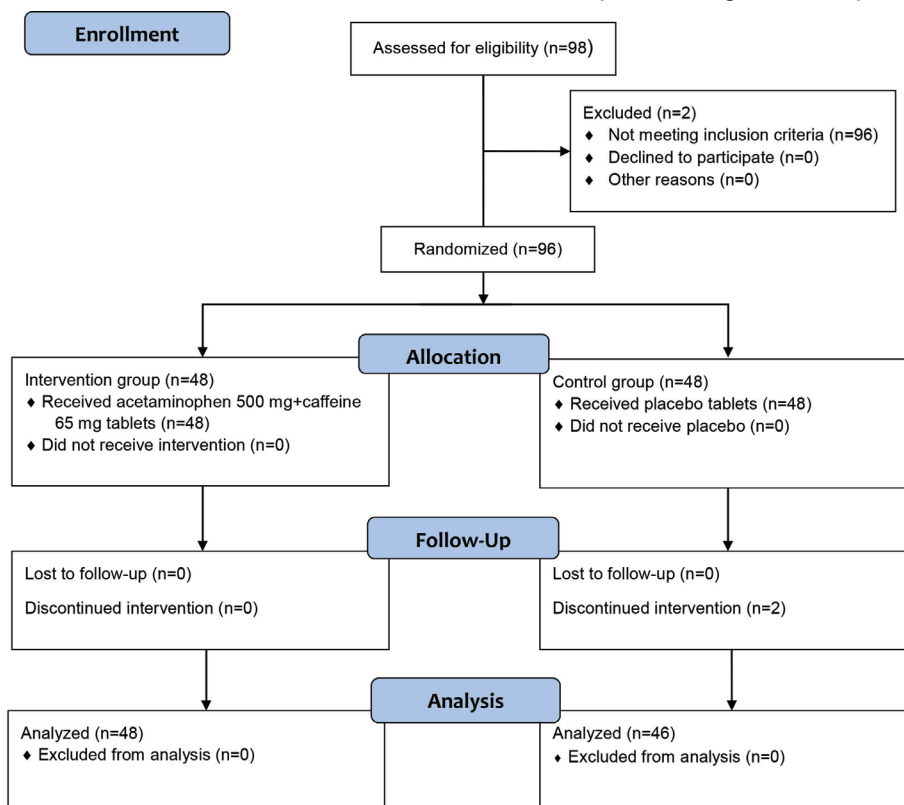 Enrollment
Assessed for eligibility (n=98)
Excluded (n=2)
♦ Not meeting inclusion criteria (n=96)
♦ Declined to participate (n=0)
♦ Other reasons (n=0)
Randomized (n=96)
Allocation
Intervention group (n=48)
♦ Received acetaminophen 500 mg+caffeine
65 mg tablets (n=48)
♦ Did not receive intervention (n=0)
Control group (n=48)
♦ Received placebo tablets (n=48)
♦ Did not receive placebo (n=0)
Follow-Up
Lost to follow-up (n=0)
Discontinued intervention (n=0)
Lost to follow-up (n=0)
Discontinued intervention (n=2)
Analysis
Analyzed (n=48)
♦ Excluded from analysis (n=0)
Analyzed (n=46)
♦ Excluded from analysis (n=0)